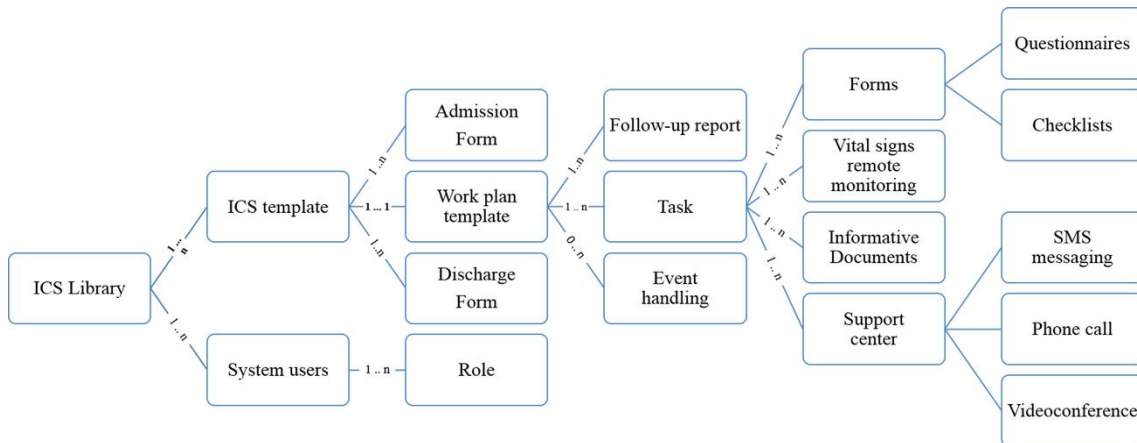 ICS Library
1 ...
n
1..n
ICS template
System users
1..n
1 ... 1
1..n
1 .. n
Admission
Form
Work plan
template
Discharge
Form
Role
1..n
1 .. n
0..n
Follow-up report
Task
Event
handling
1..n
1 .. n
1..n
1..n
Forms
Vital signs
remote
monitoring
Informative
Documents
Support
center
Questionnaires
Checklists
SMS
messaging
Phone call
Videoconference